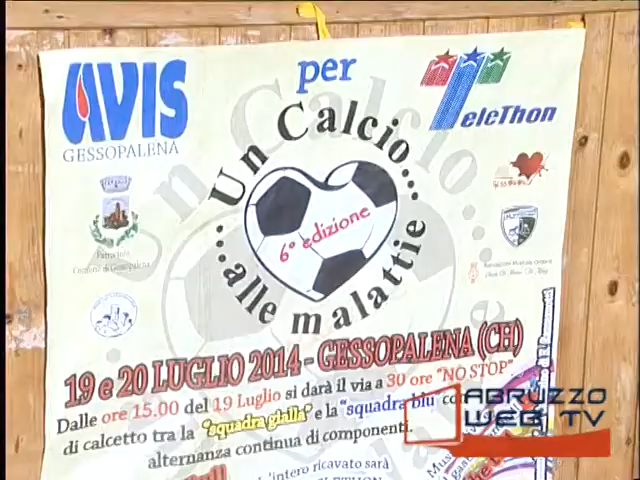 AVIS
GESSOPALENA
per
TeleThon
Un Calcio...
...alle malattie
6° edizione
19 e 20 LUGLIO 2014 - GESSOPALENA (CH)
Dalle ore 15.00 del 19 Luglio si darà il via a 30 ore "NO STOP"
di calcetto tra la "squadra gialla" e la "squadra blu"
alternanza continua di componenti.
l'intero ricavato sarà
ABRUZZO
WEB TV